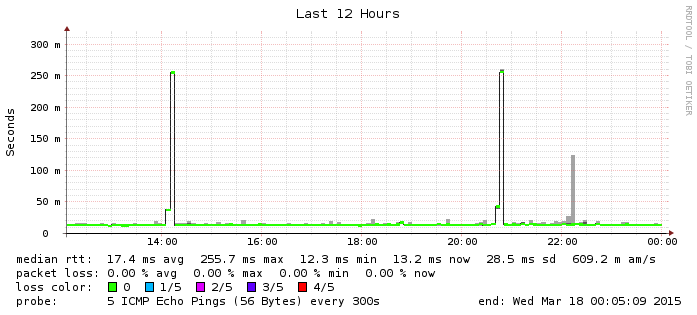 Last 12 Hours
RRDTOOL / TOBI OETIKER
Seconds
300 m
250 m
200 m
150 m
100 m
50 m
0
14:00 16:00 18:00 20:00 22:00 00:00
median rtt: 17.4 ms avg 255.7 ms max 12.3 ms min 13.2 ms now 28.5 ms sd 609.2 m am/s
packet loss: 0.00 % avg 0.00 % max 0.00 % min 0.00 % now
loss color: 0 1/5 2/5 3/5 4/5
probe: 5 ICMP Echo Pings (56 Bytes) every 300s end: Wed Mar 18 00:05:09 2015